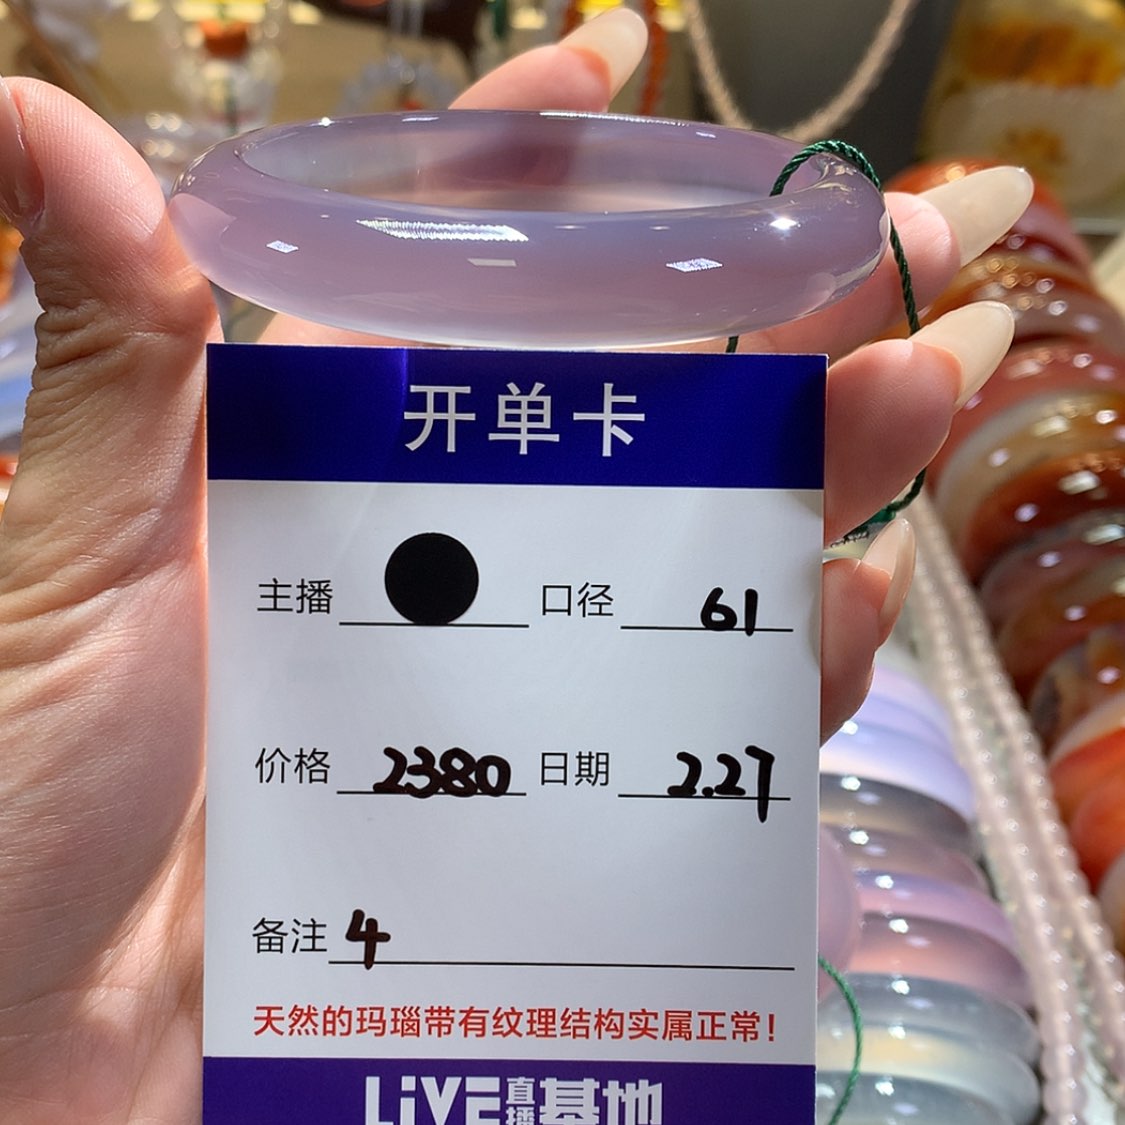 开单卡
主播 口径 61
价格 2380 日期 2.27
备注 4
天然的玛瑙带有纹理结构实属正常!
LiVE直播基地